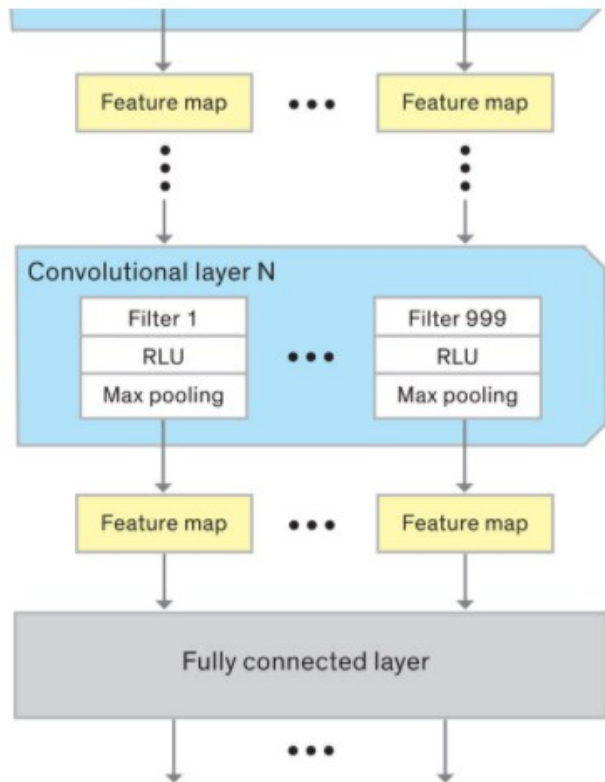 Feature map
Feature map
Convolutional layer N
Filter 1
RLU
Max pooling
Filter 999
RLU
Max pooling
Feature map
Feature map
Fully connected layer